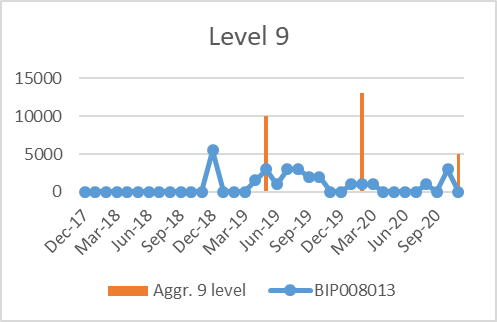 Level 9
15000
10000
5000
0
Dec-17 Mar-18 Jun-18 Sep-18 Dec-18 Mar-19 Jun-19 Sep-19 Dec-19 Mar-20 Jun-20 Sep-20
Aggr. 9 level BIP008013